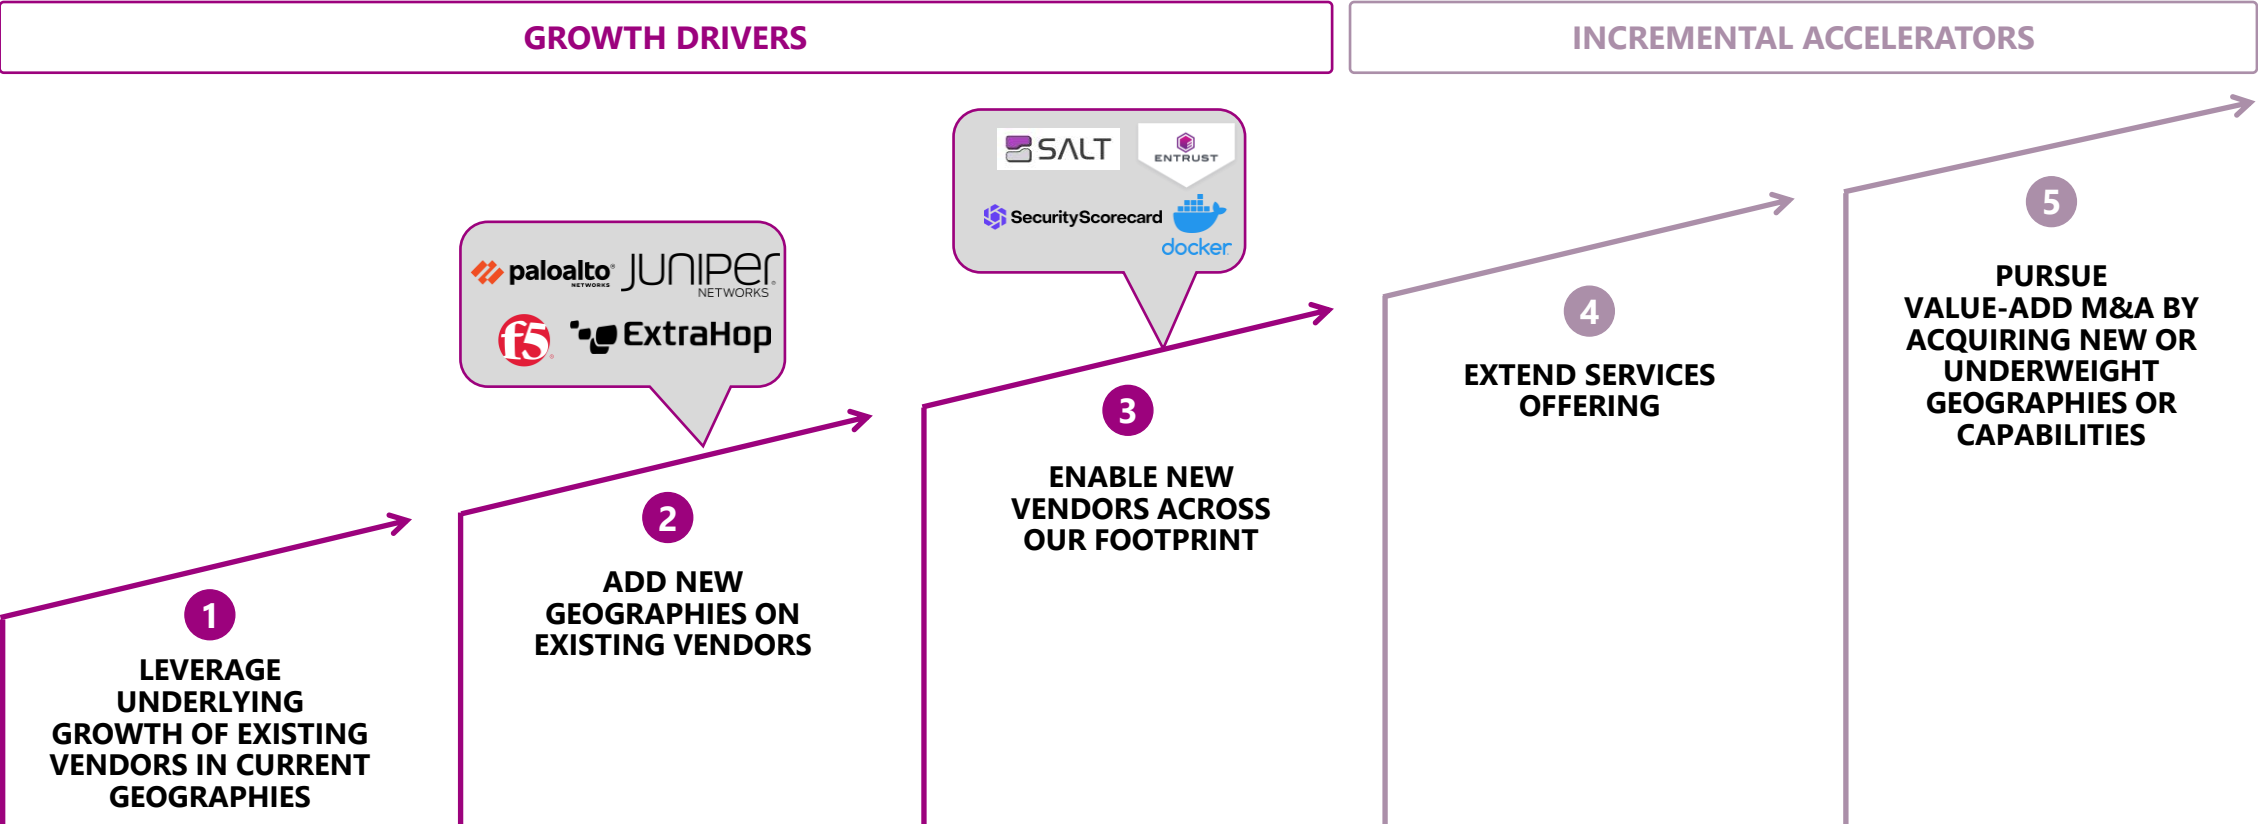 GROWTH DRIVERS
INCREMENTAL ACCELERATORS
SALT
ENTRUST
SecurityScorecard
docker
paloalto
NETWORKS
JUNIPER
NETWORKS
f5
ExtraHop
1
LEVERAGE
UNDERLYING
GROWTH OF EXISTING
VENDORS IN CURRENT
GEOGRAPHIES
2
ADD NEW
GEOGRAPHIES ON
EXISTING VENDORS
3
ENABLE NEW
VENDORS ACROSS
OUR FOOTPRINT
4
EXTEND SERVICES
OFFERING
5
PURSUE
VALUE-ADD M&A BY
ACQUIRING NEW OR
UNDERWEIGHT
GEOGRAPHIES OR
CAPABILITIES